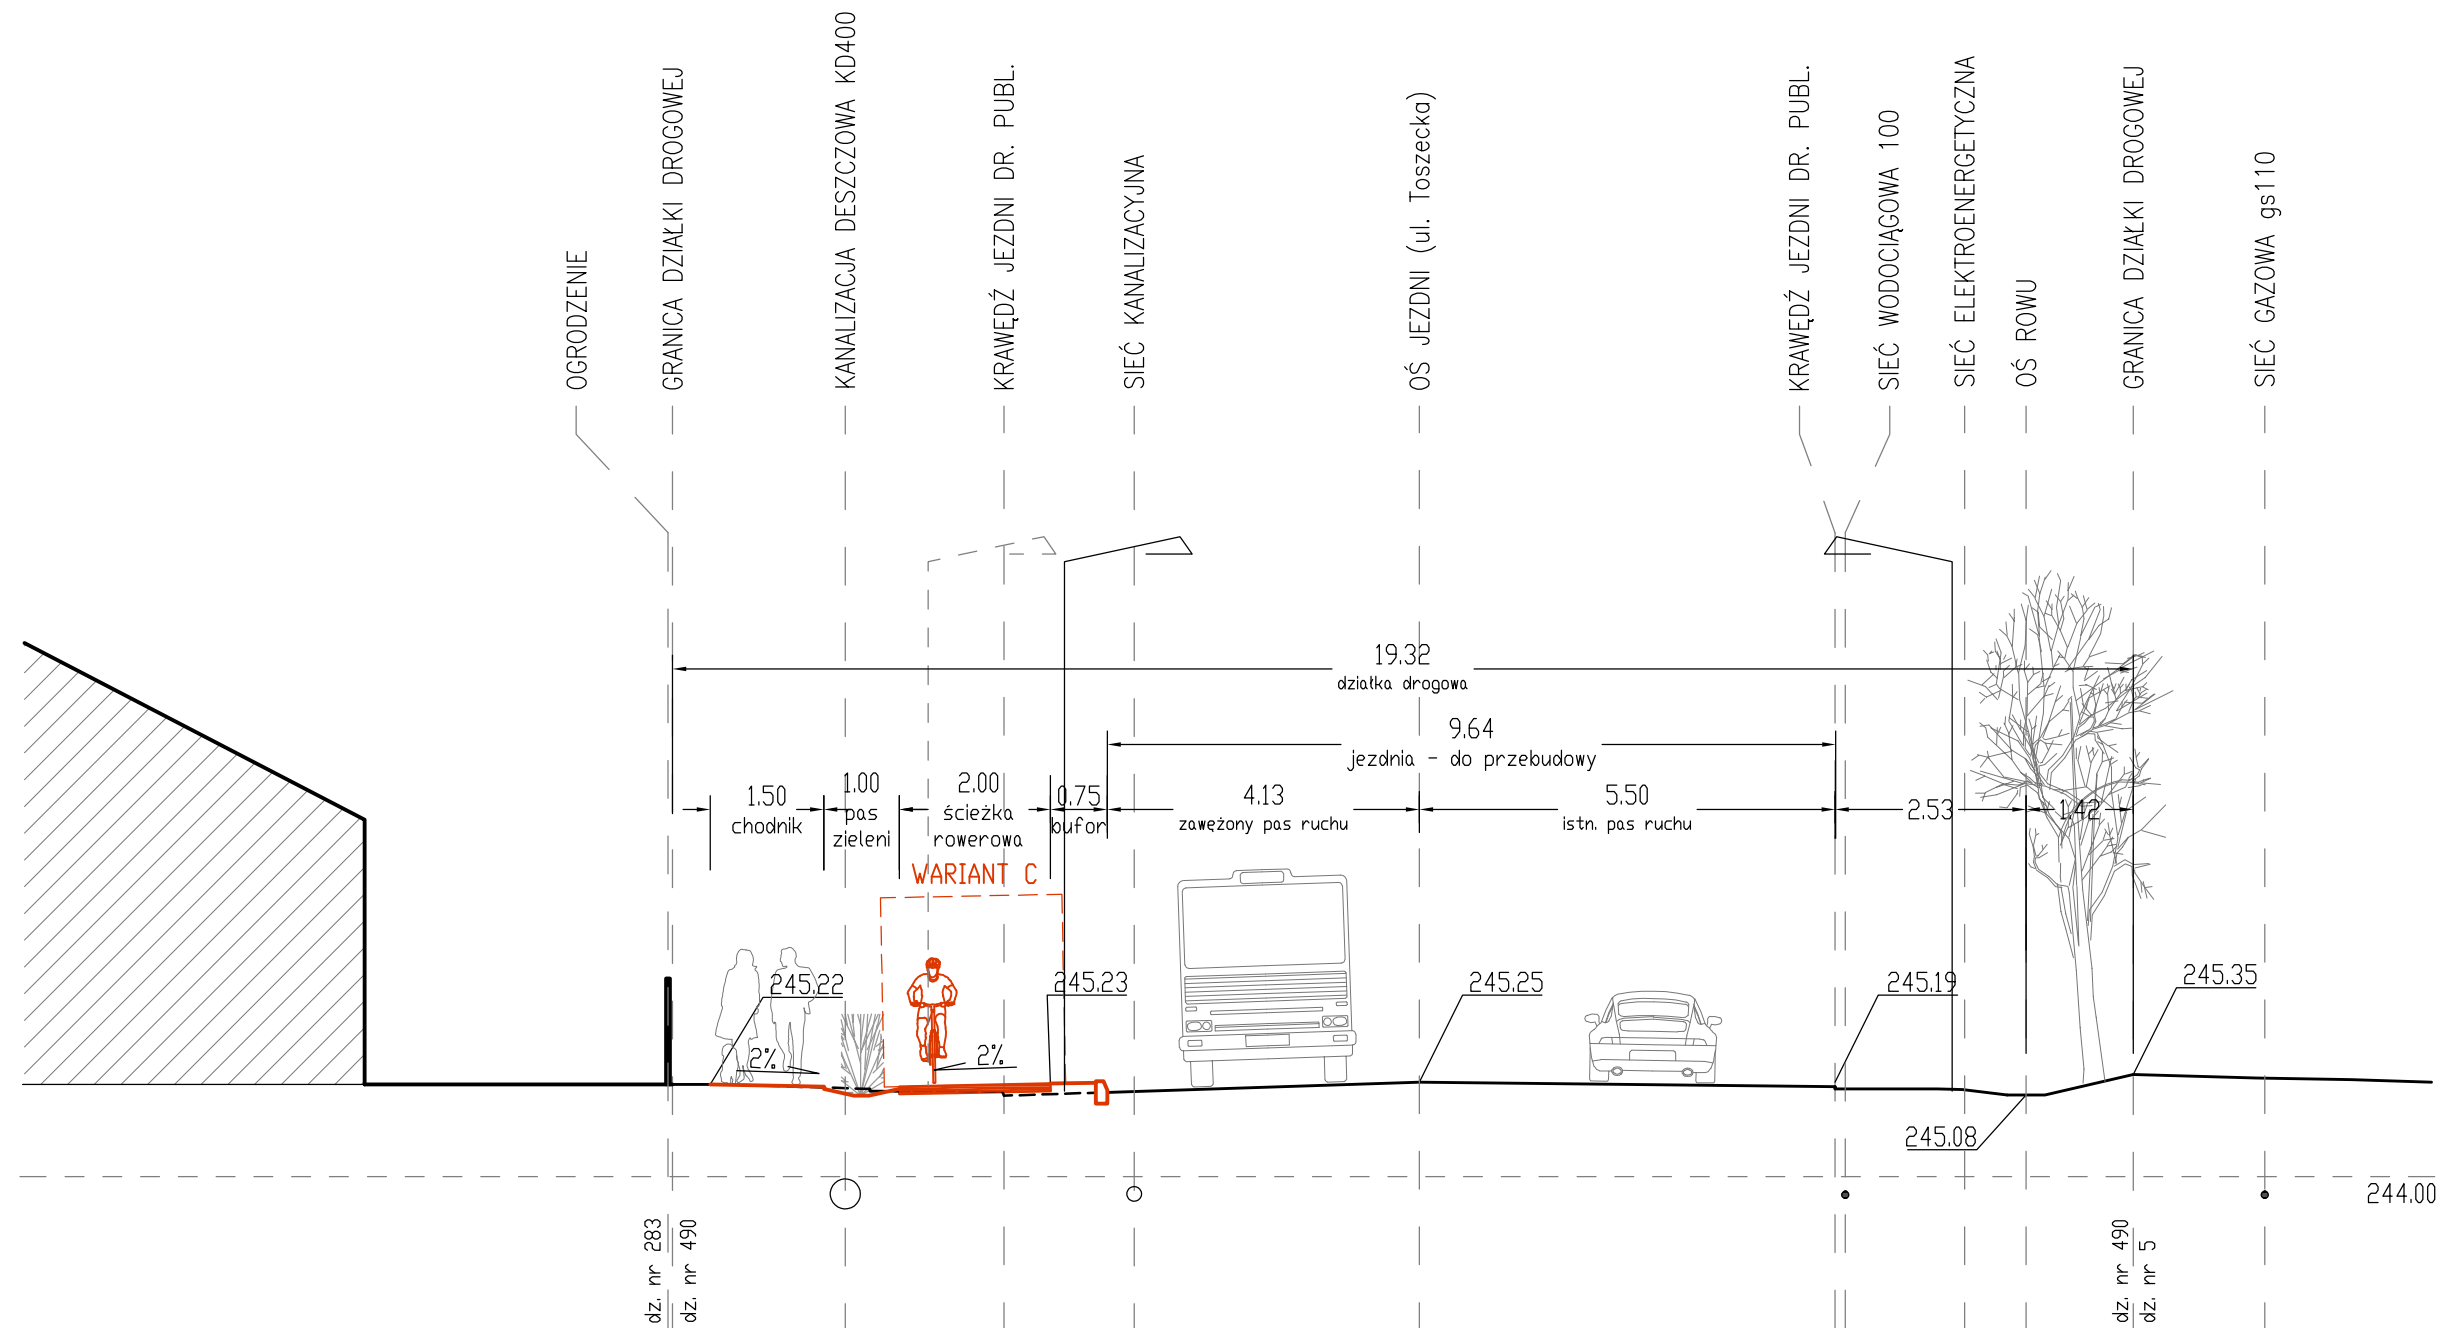 OGRODZENIE
GRANICA DZIAŁKI DROGOWEJ
KANALIZACJA DESZCZOWA KD400
KRAWĘDŹ JEZDNI DR. PUBL.
SIEĆ KANALIZACYJNA
OŚ JEZDNI (ul. Toszecka)
KRAWĘDŹ JEZDNI DR. PUBL.
SIEĆ WODOCIĄGOWA 100
SIEĆ ELEKTROENERGETYCZNA
OŚ ROWU
GRANICA DZIAŁKI DROGOWEJ
SIEĆ GAZOWA gs110
19.32
działka drogowa
9.64
jezdnia - do przebudowy
1.50
chodnik
1.00
pas
zieleni
2.00
ścieżka
rowerowa
0.75
bufor
4.13
zawężony pas ruchu
5.50
istn. pas ruchu
2.53
1.42
WARIANT C
245.22
245.23
245.25
245.19
245.35
2%
2%
245.08
244.00
dz. nr 283
dz. nr 490
dz. nr 490
dz. nr 5